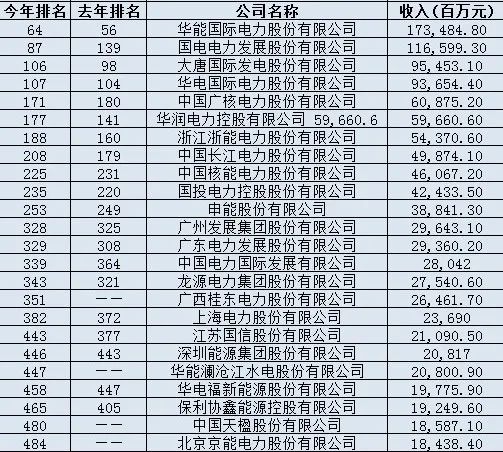 今年排名 去年排名 公司名称 收入(百万元)
64 56 华能国际电力股份有限公司 173,484.80
87 139 国电电力发展股份有限公司 116,599.30
106 98 大唐国际发电股份有限公司 95,453.10
107 104 华电国际电力股份有限公司 93,654.40
171 180 中国广核电力股份有限公司 60,875.20
177 141 华润电力控股有限公司 59,660.6 59,660.60
188 160 浙江浙能电力股份有限公司 54,370.60
208 179 中国长江电力股份有限公司 49,874.10
225 231 中国核能电力股份有限公司 46,067.20
235 220 国投电力控股股份有限公司 42,433.50
253 249 申能股份有限公司 38,841.30
328 325 广州发展集团股份有限公司 29,643.10
329 308 广东电力发展股份有限公司 29,360.20
339 364 中国电力国际发展有限公司 28,042
343 321 龙源电力集团股份有限公司 27,540.60
351 —— 广西桂东电力股份有限公司 26,461.70
382 372 上海电力股份有限公司 23,690
443 377 江苏国信股份有限公司 21,090.50
446 443 深圳能源集团股份有限公司 20,817
447 —— 华能澜沧江水电股份有限公司 20,800.90
458 447 华电福新能源股份有限公司 19,775.90
465 405 保利协鑫能源控股有限公司 19,249.60
480 —— 中国天楹股份有限公司 18,587.10
484 —— 北京京能电力股份有限公司 18,438.40